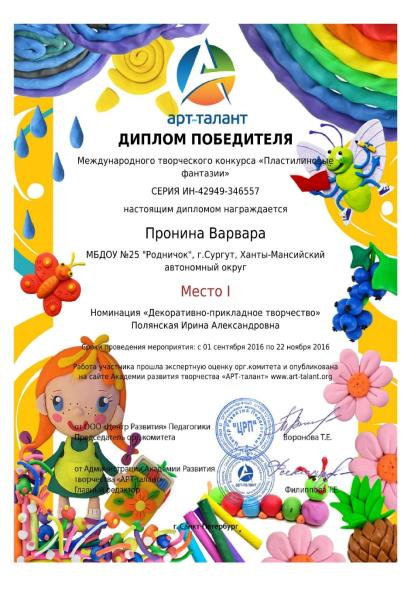 арт-талант
ДИПЛОМ ПОБЕДИТЕЛЯ
Международного творческого конкурса «Пластилиновые
фантазии»
СЕРИЯ ИН-42949-346557
настоящим дипломом награждается
Пронина Варвара
МБДОУ №25 "Родничок", г.Сургут, Ханты-Мансийский
автономный округ
Место I
Номинация «Декоративно-прикладное творчество»
Полянская Ирина Александровна
Сроки проведения мероприятия: с 01 сентября 2016 по 22 ноября 2016
Работа участника прошла экспертную оценку орг.комитета и опубликована
на сайте Академии развития творчества «АРТ-талант» www.art-talant.org
от ООО «Центр Развития Педагогики
Председатель оргкомитета
"ЦРП"
Воронова Т.Е.
от Администрации Академии Развития
творчества «АРТ-талант»
Главный редактор
АРТ-ТАЛАНТ
Филиппова Т.Е
г. Санкт-Петербург